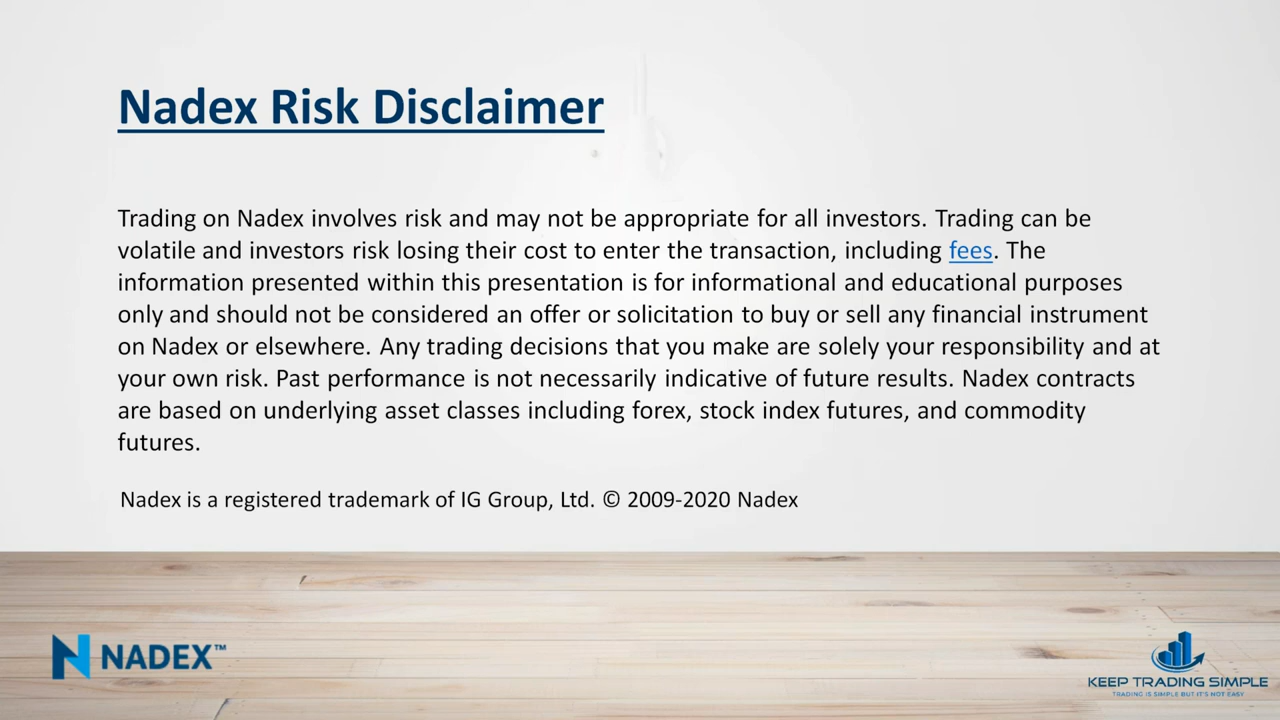 Nadex Risk Disclaimer
Trading on Nadex involves risk and may not be appropriate for all investors. Trading can be
volatile and investors risk losing their cost to enter the transaction, including fees. The
information presented within this presentation is for informational and educational purposes
only and should not be considered an offer or solicitation to buy or sell any financial instrument
on Nadex or elsewhere. Any trading decisions that you make are solely your responsibility and at
your own risk. Past performance is not necessarily indicative of future results. Nadex contracts
are based on underlying asset classes including forex, stock index futures, and commodity
futures.
Nadex is a registered trademark of IG Group, Ltd. © 2009-2020 Nadex
NADEX™
KEEP TRADING SIMPLE
TRADING IS SIMPLE BUT IT'S NOT EASY